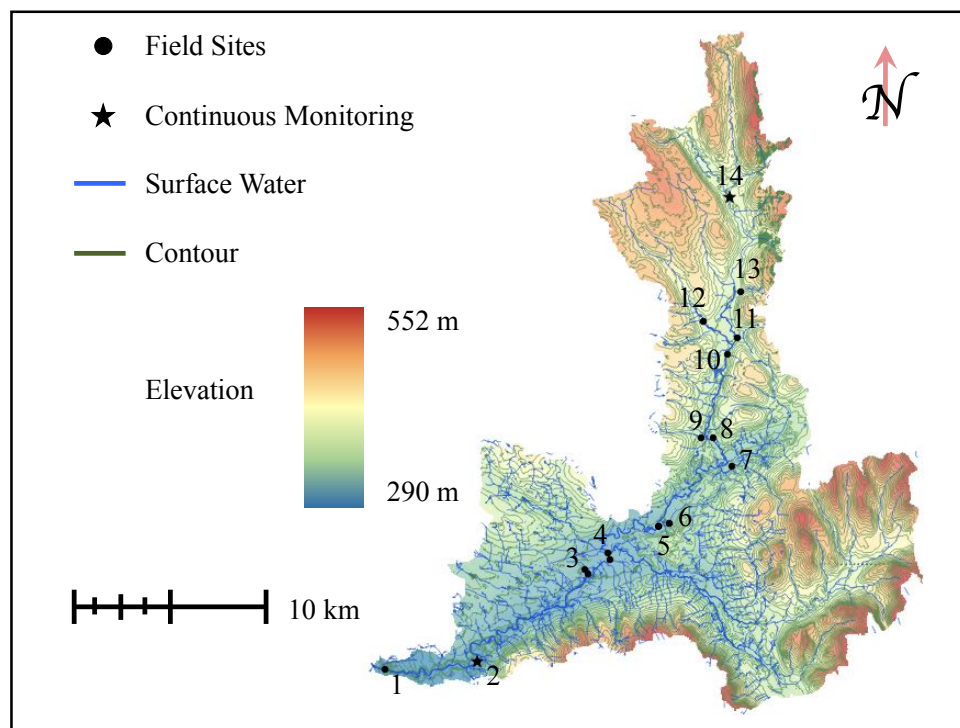 Field Sites
Continuous Monitoring
Surface Water
Contour
552 m
Elevation
290 m
10 km
N
14
13
12
11
10
9 8
7
6
5
4
3
2
1